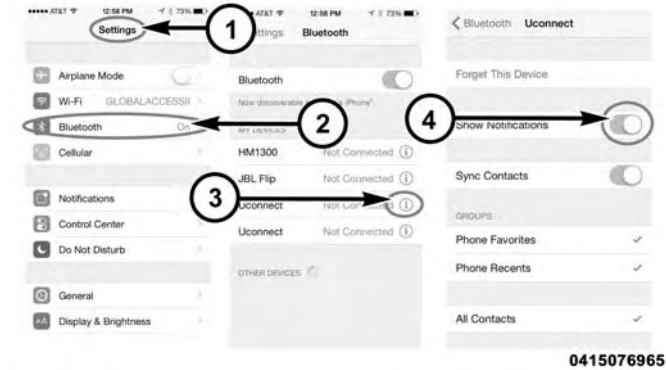 AT&T 12:58 PM 73%
Settings
1
Airplane Mode
Wi-Fi GLOBALACCESSII
Bluetooth On
2
Cellular
Notifications
Control Center
Do Not Disturb
General
Display & Brightness
AT&T 12:58 PM 73%
Bluetooth
Bluetooth
Now discoverable iPhone".
MY DEVICES
HM1300 Not Connected
JBL Flip Not Connected
3
Uconnect Not Connected
Uconnect Not Connected
OTHER DEVICES
Bluetooth Uconnect
Forget This Device
4
Show Notifications
Sync Contacts
GROUPS
Phone Favorites
Phone Recents
All Contacts
0415076965